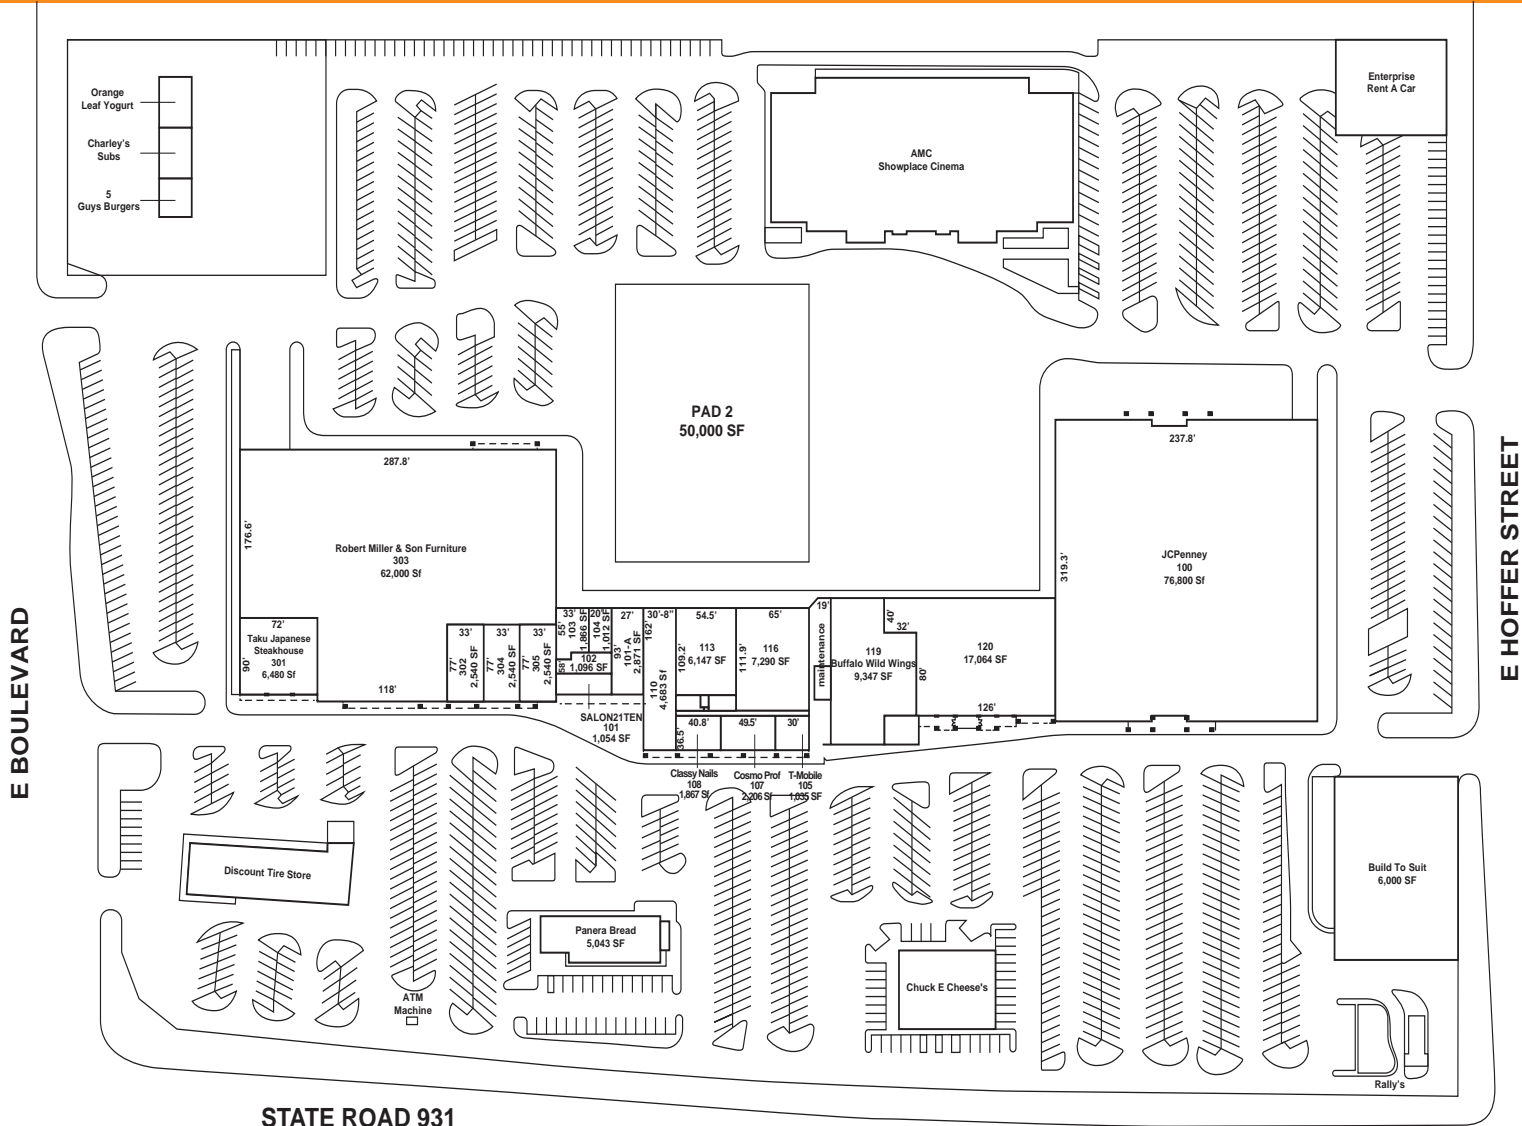 Orange
Leaf Yogurt
Charley's
Subs
5
Guys Burgers
AMC
Showplace Cinema
Enterprise
Rent A Car
PAD 2
50,000 SF
E BOULEVARD
E HOFFER STREET
287.8'
176.6'
Robert Miller & Son Furniture
303
62,000 Sf
72'
90'
Taku Japanese
Steakhouse
301
6,480 Sf
118'
33'
77'
302
2,540 SF
33'
77'
304
2,540 SF
33'
77'
305
2,540 SF
33'
55'
103
1,866 SF
20'
104
1,012 SF
58'
102
1,096 SF
27'
93'
101-A
2,871 SF
SALON21TEN
101
1,054 SF
30'-8"
162'
110
4,683 Sf
54.5'
109.2'
113
6,147 SF
65'
111.9'
116
7,290 SF
36.5'
40.8'
49.5'
30'
Classy Nails
108
1,867 Sf
Cosmo Prof
107
2,206 Sf
T-Mobile
105
1,035 SF
19'
maintenance
119
Buffalo Wild Wings
9,347 SF
40'
32'
80'
120
17,064 SF
126'
237.8'
319.3'
JCPenney
100
76,800 Sf
Discount Tire Store
ATM
Machine
Panera Bread
5,043 SF
Chuck E Cheese's
Build To Suit
6,000 SF
Rally's
STATE ROAD 931